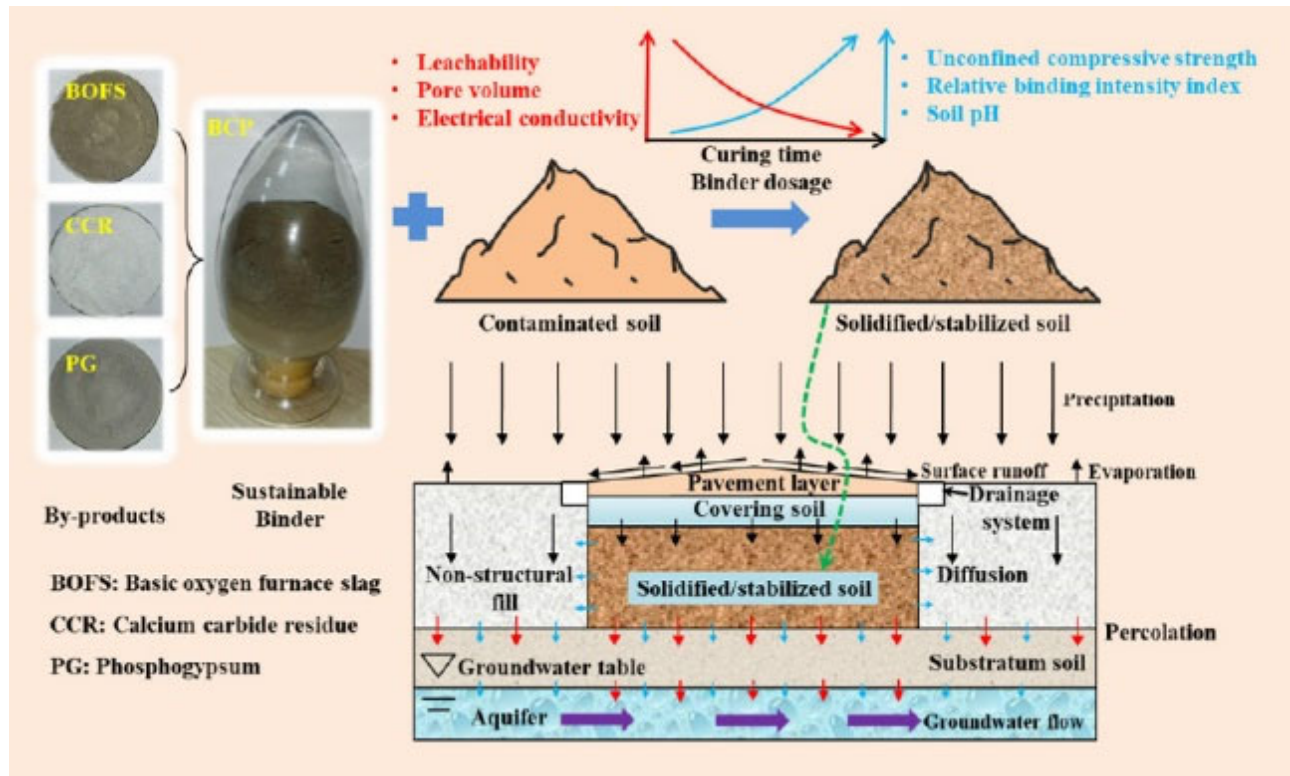 BOFS
CCR
PG
BCP
By-products
Sustainable
Binder
BOFS: Basic oxygen furnace slag
CCR: Calcium carbide residue
PG: Phosphogypsum
• Leachability
• Pore volume
• Electrical conductivity
Curing time
Binder dosage
• Unconfined compressive strength
• Relative binding intensity index
• Soil pH
Contaminated soil
Solidified/stabilized soil
Precipitation
Surface runoff
Evaporation
Pavement layer
Drainage
system
Covering soil
Non-structural
fill
Solidified/stabilized soil
Diffusion
Percolation
Groundwater table
Substratum soil
Aquifer
Groundwater flow